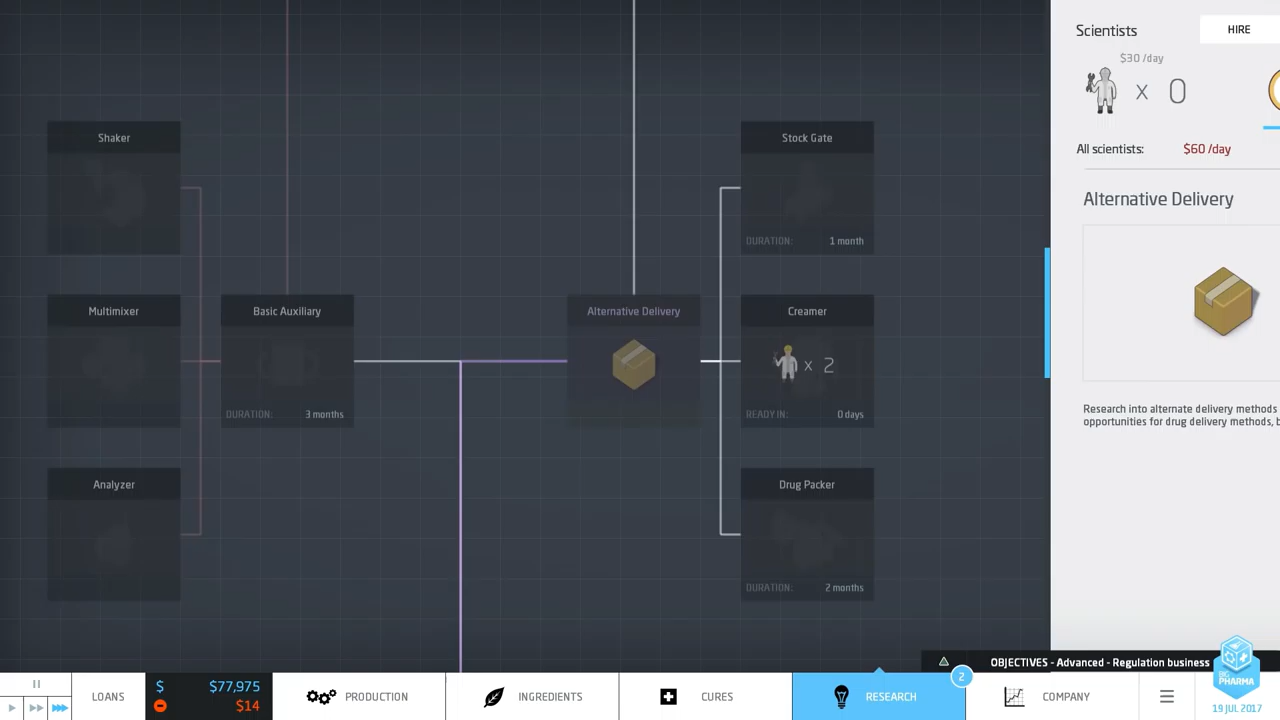 Scientists
HIRE
$30 /day
x 0
All scientists: $60 /day
Alternative Delivery
Research into alternate delivery methods
opportunities for drug delivery methods, b
Shaker
Multimixer
Analyzer
Basic Auxiliary
DURATION: 3 months
Alternative Delivery
Stock Gate
DURATION: 1 month
Creamer
x 2
READY IN: 0 days
Drug Packer
DURATION: 2 months
OBJECTIVES - Advanced - Regulation business
LOANS
$ $77,975
$14
PRODUCTION
INGREDIENTS
CURES
RESEARCH
2
COMPANY
BIG
PHARMA
19 JUL 2017